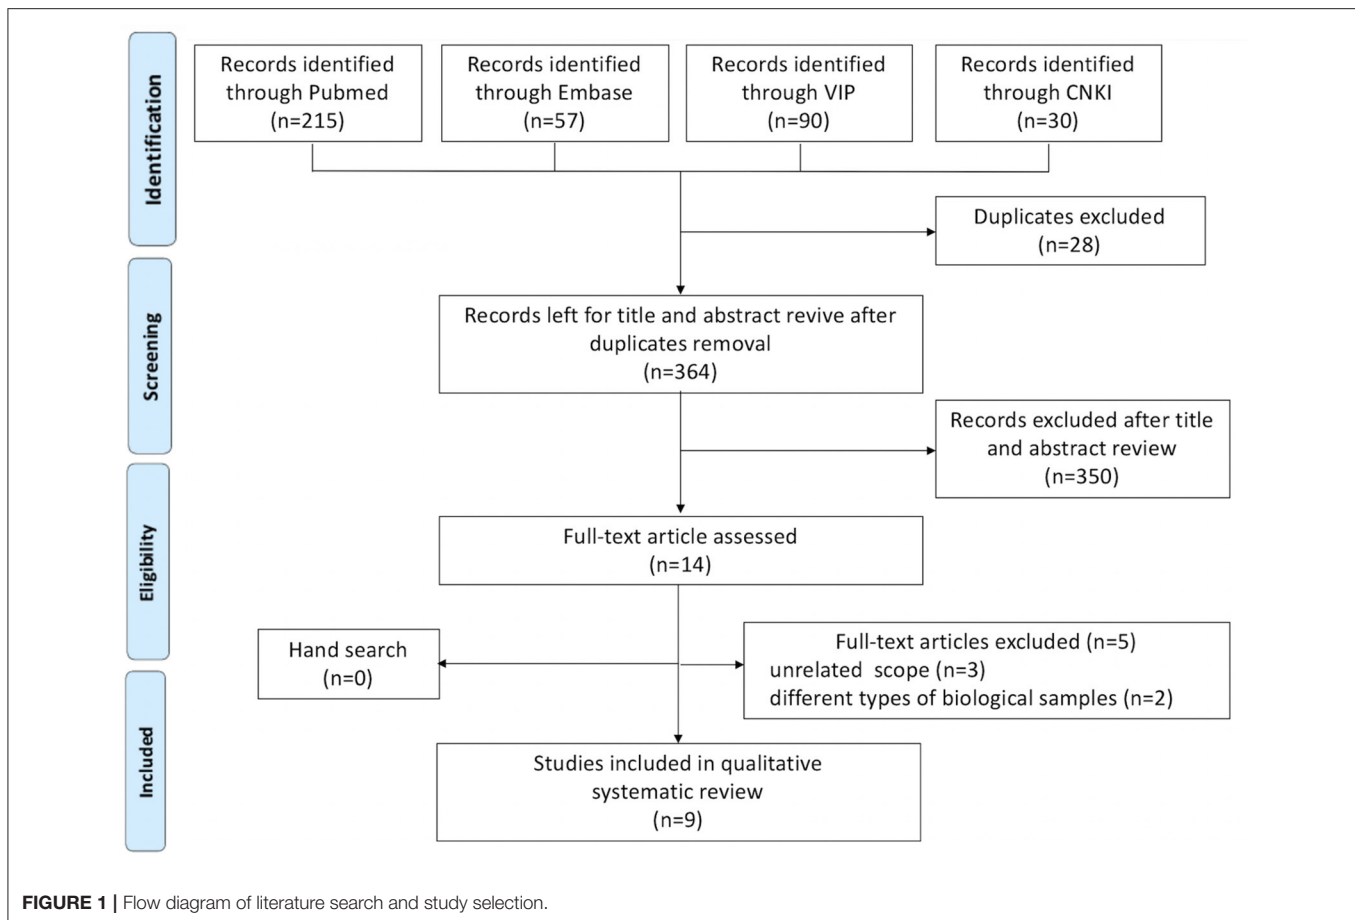 Identification
Records identified
through Pubmed
(n=215)
Records identified
through Embase
(n=57)
Records identified
through VIP
(n=90)
Records identified
through CNKI
(n=30)
Duplicates excluded
(n=28)
Screening
Records left for title and abstract revive after
duplicates removal
(n=364)
Records excluded after title
and abstract review
(n=350)
Eligibility
Full-text article assessed
(n=14)
Hand search
(n=0)
Full-text articles excluded (n=5)
unrelated scope (n=3)
different types of biological samples (n=2)
Included
Studies included in qualitative
systematic review
(n=9)
FIGURE 1 | Flow diagram of literature search and study selection.